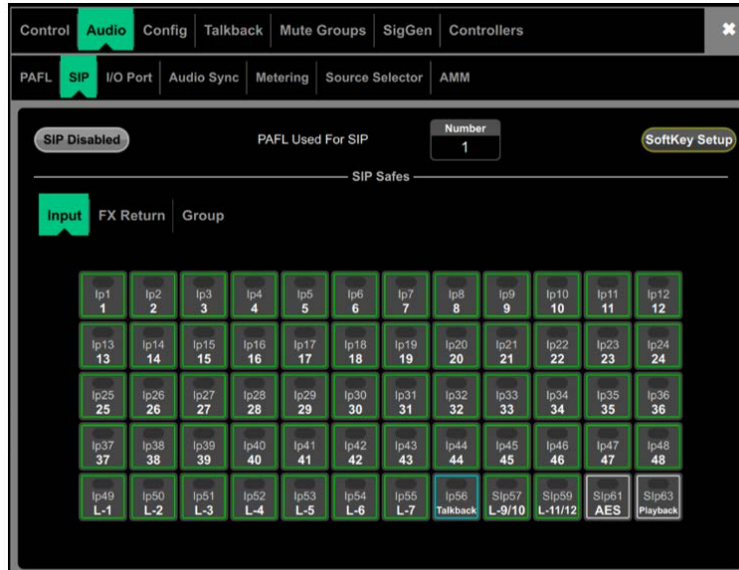 Control Audio Config Talkback Mute Groups SigGen Controllers
PAFL SIP I/O Port Audio Sync Metering Source Selector AMM
SIP Disabled PAFL Used For SIP Number SoftKey Setup
1
SIP Safes
Input FX Return Group
Ip1 Ip2 Ip3 Ip4 Ip5 Ip6 Ip7 Ip8 Ip9 Ip10 Ip11 Ip12
1 2 3 4 5 6 7 8 9 10 11 12
Ip13 Ip14 Ip15 Ip16 Ip17 Ip18 Ip19 Ip20 Ip21 Ip22 Ip23 Ip24
13 14 15 16 17 18 19 20 21 22 23 24
Ip25 Ip26 Ip27 Ip28 Ip29 Ip30 Ip31 Ip32 Ip33 Ip34 Ip35 Ip36
25 26 27 28 29 30 31 32 33 34 35 36
Ip37 Ip38 Ip39 Ip40 Ip41 Ip42 Ip43 Ip44 Ip45 Ip46 Ip47 Ip48
37 38 39 40 41 42 43 44 45 46 47 48
Ip49 Ip50 Ip51 Ip52 Ip53 Ip54 Ip55 Ip56 SIp57 SIp59 SIp61 SIp63
L-1 L-2 L-3 L-4 L-5 L-6 L-7 Talkback L-9/10 L-11/12 AES Playback